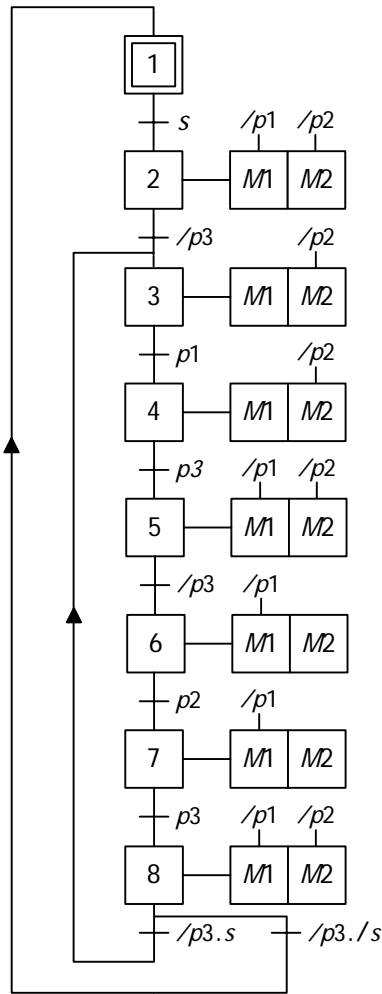 1
s
/p1 /p2
2 M1 M2
/p3
/p2
3 M1 M2
p1
/p2
4 M1 M2
p3
/p1 /p2
5 M1 M2
/p3
/p1
6 M1 M2
p2
/p1
7 M1 M2
p3
/p1 /p2
8 M1 M2
/p3.s /p3./s